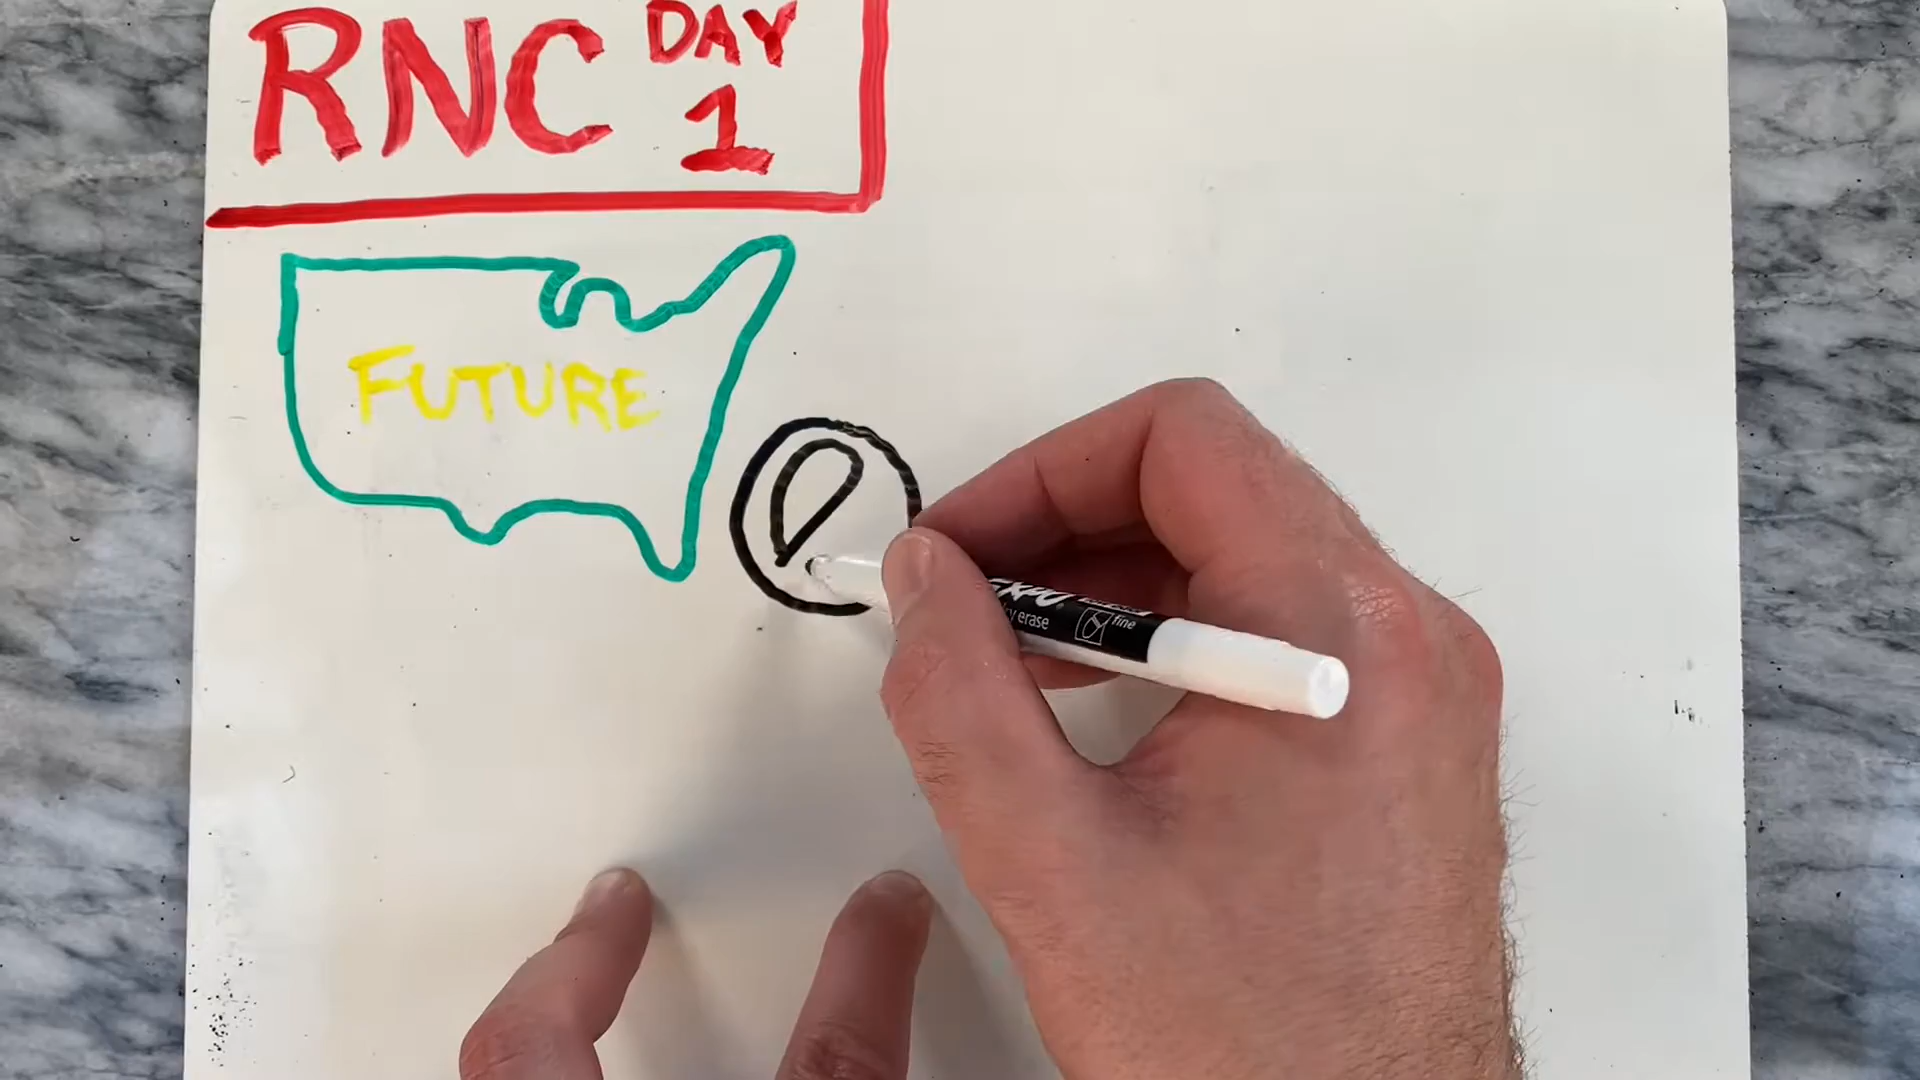 RNC DAY 1
FUTURE
EXPO
dry erase
fine